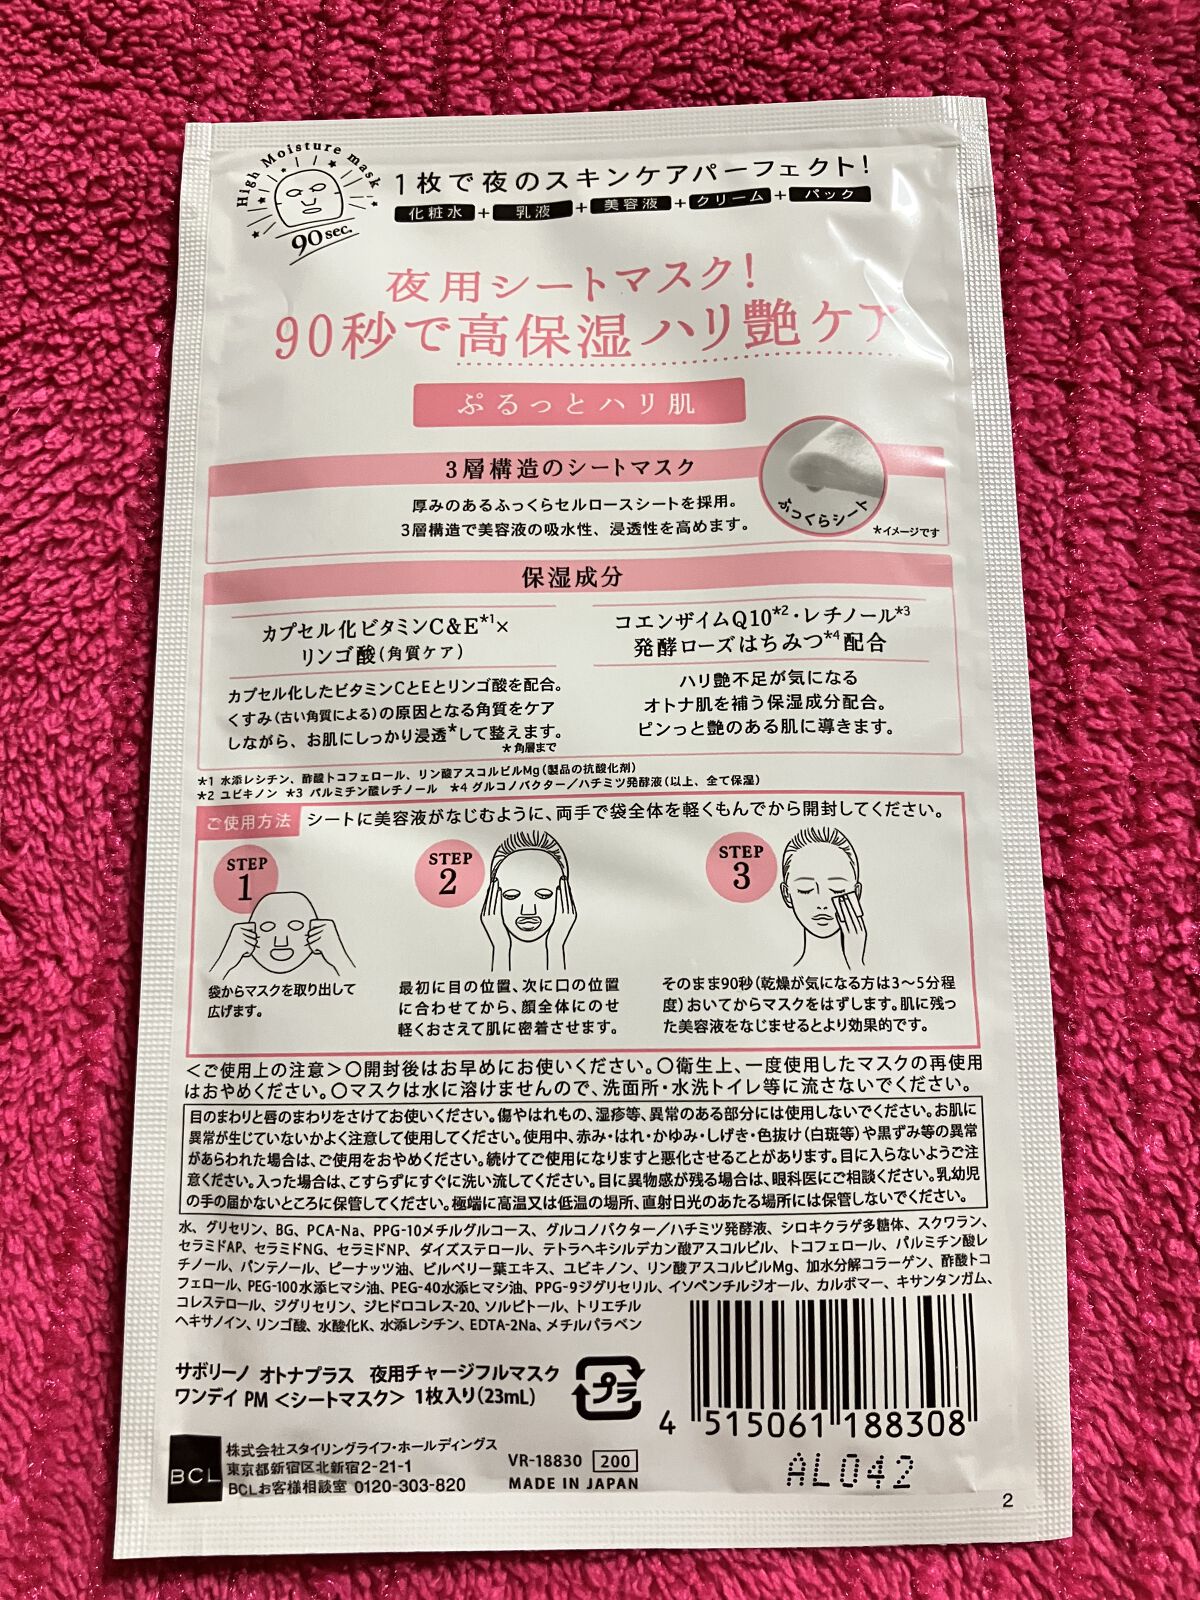 High Moisture mask
90 sec.
1枚で夜のスキンケアパーフェクト!
化粧水+乳液+美容液+クリーム+パック
夜用シートマスク!
90秒で高保湿ハリ艶ケア
ぷるっとハリ肌
3層構造のシートマスク
厚みのあるふっくらセルロースシートを採用。
3層構造で美容液の吸水性、浸透性を高めます。
ふっくらシート
*イメージです
保湿成分
カプセル化ビタミンC&E*1×
リンゴ酸(角質ケア)
カプセル化したビタミンCとEとリンゴ酸を配合。
くすみ(古い角質による)の原因となる角質をケア
しながら、お肌にしっかり浸透*して整えます。
*角層まで
コエンザイムQ10*2・レチノール*3
発酵ローズはちみつ*4配合
ハリ艶不足が気になる
オトナ肌を補う保湿成分配合。
ピンっと艶のある肌に導きます。
*1 水添レシチン、酢酸トコフェロール、リン酸アスコルビルMg(製品の抗酸化剤)
*2 ユビキノン *3 パルミチン酸レチノール *4 グルコノバクター/ハチミツ発酵液(以上、全て保湿)
ご使用方法 シートに美容液がなじむように、両手で袋全体を軽くもんでから開封してください。
STEP
1
袋からマスクを取り出して
広げます。
STEP
2
最初に目の位置、次に口の位置
に合わせてから、顔全体にのせ
軽くおさえて肌に密着させます。
STEP
3
そのまま90秒(乾燥が気になる方は3〜5分程
度)おいてからマスクをはずします。肌に残っ
た美容液をなじませるとより効果的です。
<ご使用上の注意>○開封後はお早めにお使いください。○衛生上、一度使用したマスクの再使用
はおやめください。○マスクは水に溶けませんので、洗面所・水洗トイレ等に流さないでください。
目のまわりと唇のまわりをさけてお使いください。傷やはれもの、湿疹等、異常のある部分には使用しないでください。お肌に
異常が生じていないかよく注意して使用してください。使用中、赤み・はれ・かゆみ・しげき・色抜け(白斑等)や黒ずみ等の異常
があらわれた場合は、ご使用をおやめください。続けてご使用になりますと悪化させることがあります。目に入らないようご注
意ください。入った場合は、こすらずにすぐに洗い流してください。目に異物感が残る場合は、眼科医にご相談ください。乳幼児
の手の届かないところに保管してください。極端に高温又は低温の場所、直射日光のあたる場所には保管しないでください。
水、グリセリン、BG、PCA-Na、PPG-10メチルグルコース、グルコノバクター/ハチミツ発酵液、シロキクラゲ多糖体、スクワラン、
セラミドAP、セラミドNG、セラミドNP、ダイズステロール、テトラヘキシルデカン酸アスコルビル、トコフェロール、パルミチン酸レ
チノール、パンテノール、ピーナッツ油、ビルベリー葉エキス、ユビキノン、リン酸アスコルビルMg、加水分解コラーゲン、酢酸トコ
フェロール、PEG-100水添ヒマシ油、PEG-40水添ヒマシ油、PPG-9ジグリセリル、イソペンチルジオール、カルボマー、キサンタンガム、
コレステロール、ジグリセリン、ジヒドロコレス-20、ソルビトール、トリエチル
ヘキサノイン、リンゴ酸、水酸化K、水添レシチン、EDTA-2Na、メチルパラベン
サボリーノ オトナプラス 夜用チャージフルマスク
ワンデイ PM <シートマスク> 1枚入り(23mL)
プラ
4 515061 188308
BCL
株式会社スタイリングライフ・ホールディングス
東京都新宿区北新宿2-21-1
BCLお客様相談室 0120-303-820
VR-18830 200
MADE IN JAPAN
AL042
2